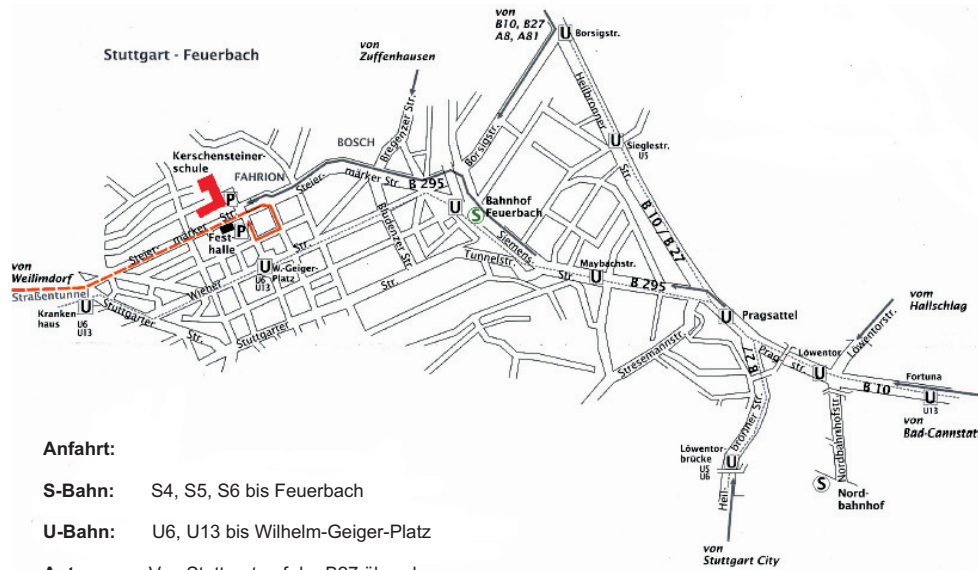 Stuttgart - Feuerbach
von
B10, B27
A8, A81
U
Borsigstr.
von
Zuffenhausen
Heilbronner
Str.
U
Sieglestr.
U5
B 10 / B 27
Borsigstr.
Bregenzer Str.
BOSCH
Kerschensteiner-
schule
FAHRION
P
Steier-
märker Str.
B 295
U
S
Bahnhof
Feuerbach
Steier-
märker
Str.
Fest
halle
P
Bludenzer Str.
Siemens-
Str.
Tunnelstr.
Maybachstr.
U
B 295
U
U6
U13
W.-Geiger-
Platz
Wiener
Str.
von
Weilimdorf
Straßentunnel
Kranken
haus
U
U6
U13
Stuttgarter
Str.
Stuttgarter
Str.
U
Pragsattel
vom
Hallschlag
Löwentorstr.
Stresemannstr.
B 27
Prag-
str.
Löwentor
U
B 10
Fortuna
U
U13
von
Bad-Cannstat
Heil-
bronner Str.
Löwentor-
brücke
U5
U6
U
Nordbahnhofstr.
S
Nord-
bahnhof
von
Stuttgart City
Anfahrt:
S-Bahn: S4, S5, S6 bis Feuerbach
U-Bahn: U6, U13 bis Wilhelm-Geiger-Platz